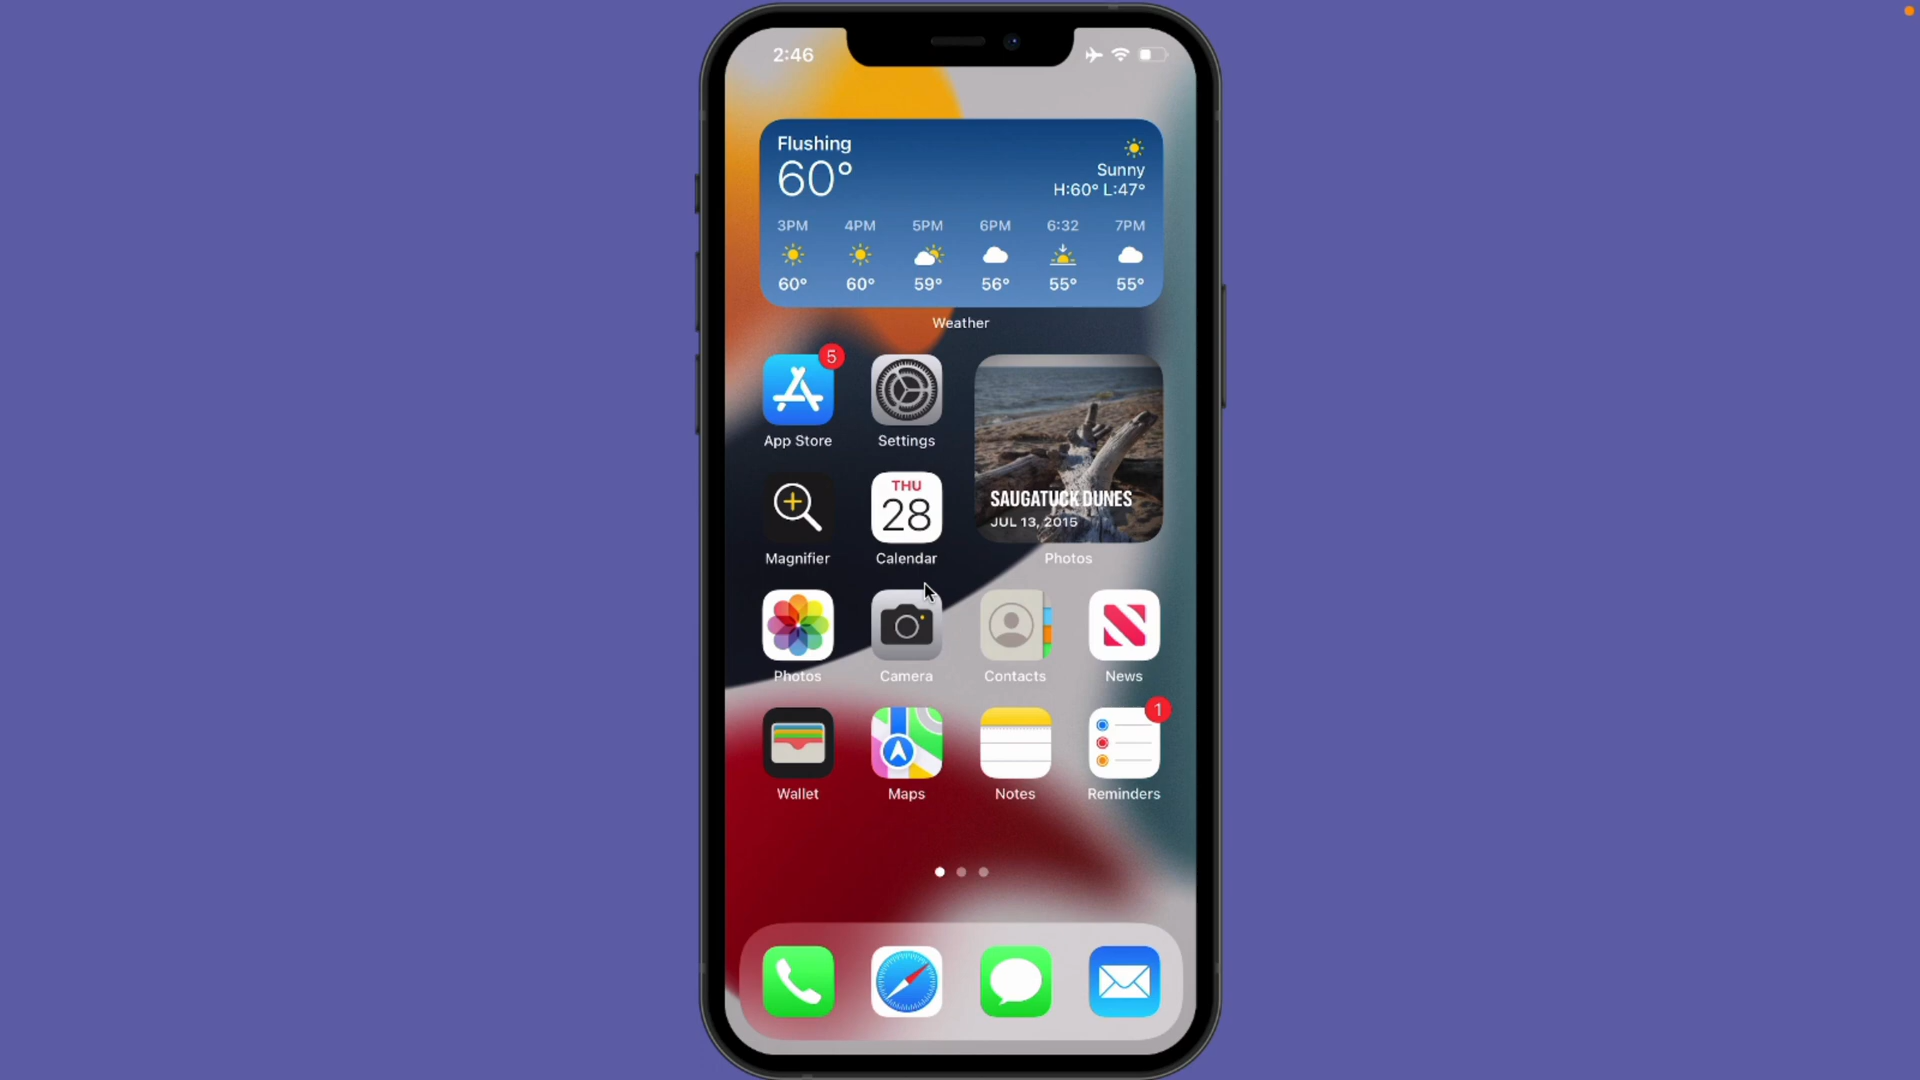 2:46
Flushing
60°
Sunny
H:60° L:47°
3PM 4PM 5PM 6PM 6:32 7PM
60° 60° 59° 56° 55° 55°
Weather
5
App Store
Settings
SAUGATUCK DUNES
JUL 13, 2015
Magnifier
THU
28
Calendar
Photos
Photos
Camera
Contacts
News
1
Wallet
Maps
Notes
Reminders